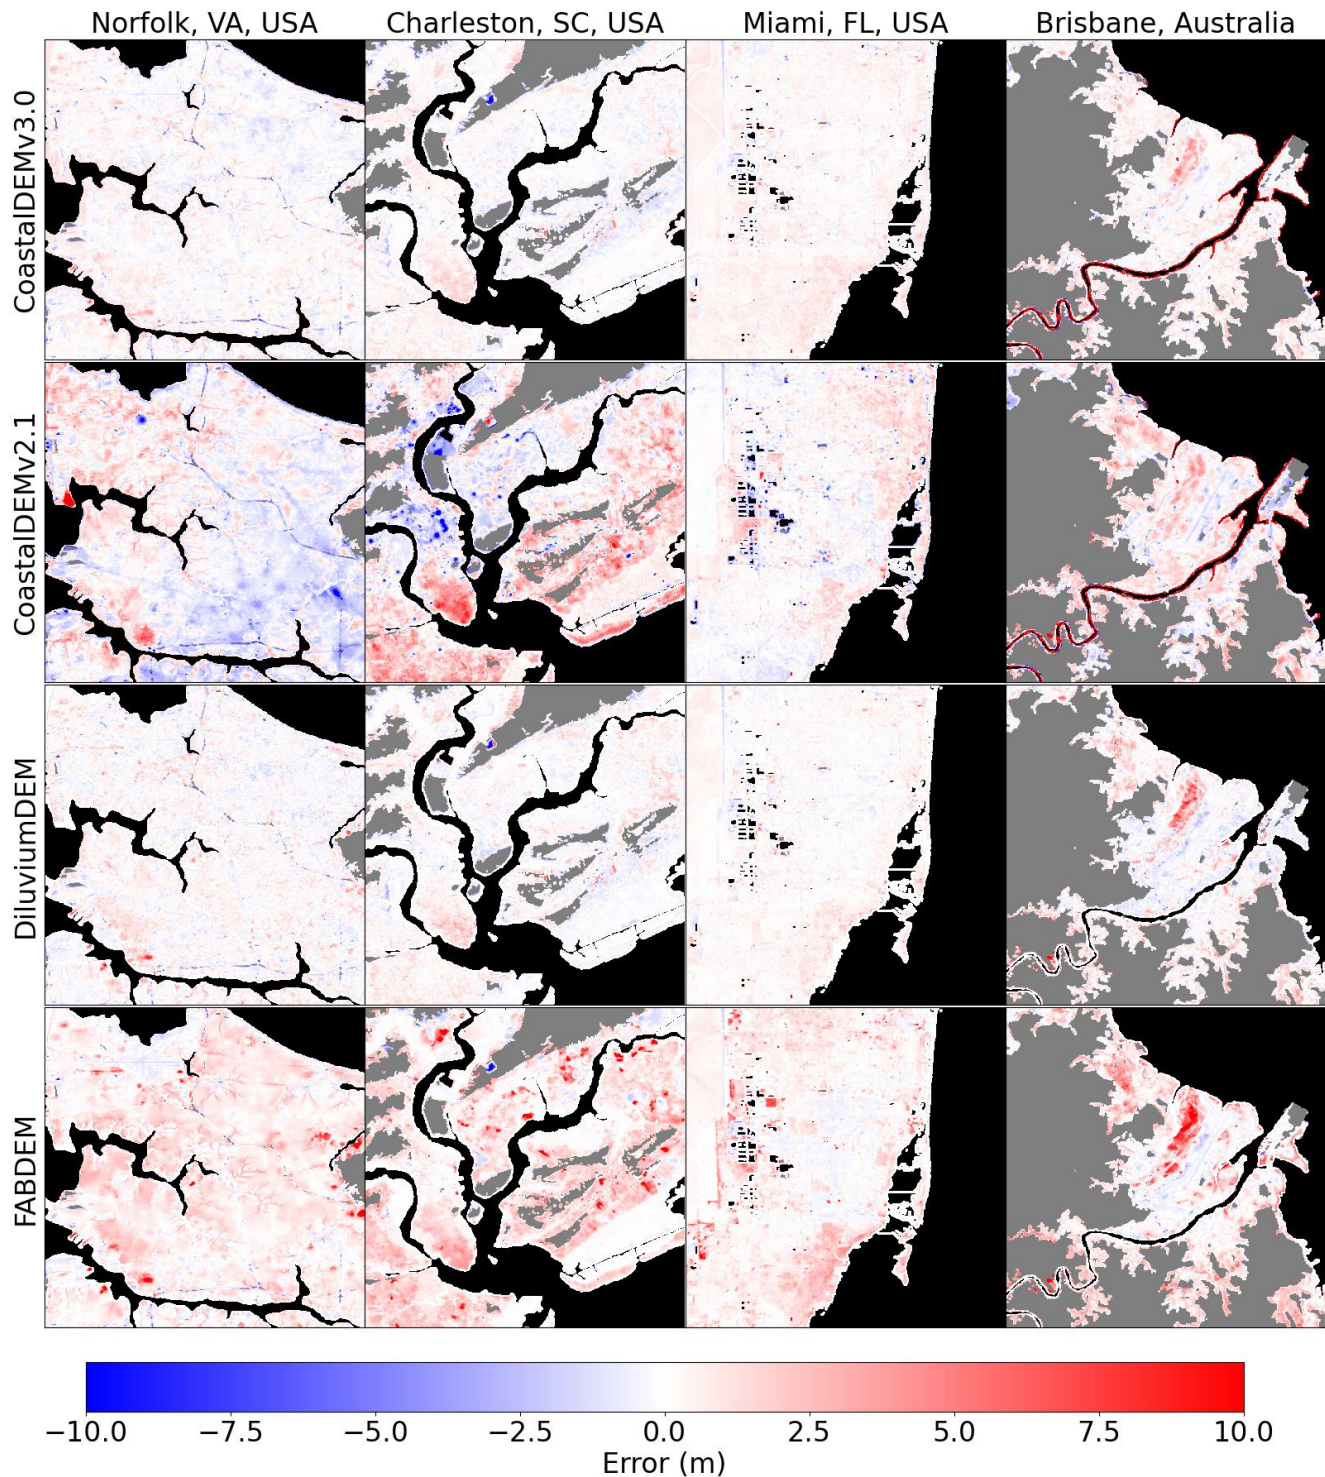 Norfolk, VA, USA
Charleston, SC, USA
Miami, FL, USA
Brisbane, Australia
CoastalDEMv3.0
CoastalDEMv2.1
DiluviumDEM
FABDEM
−10.0
−7.5
−5.0
−2.5
0.0
2.5
5.0
7.5
10.0
Error (m)